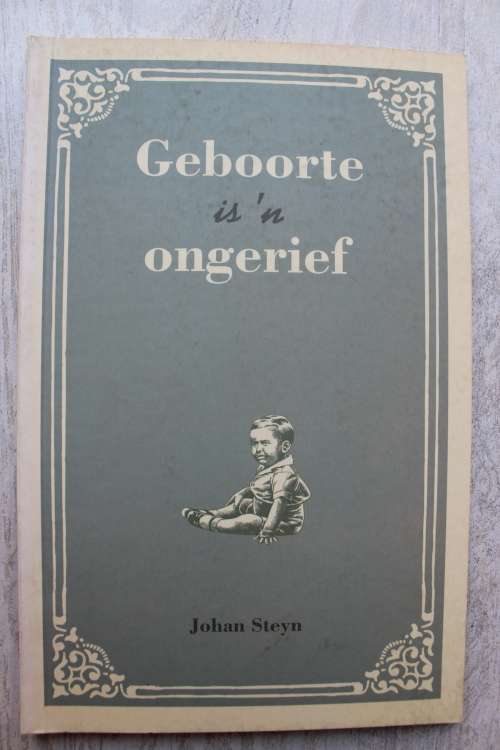 Geboorte
is 'n
ongerief
Johan Steyn